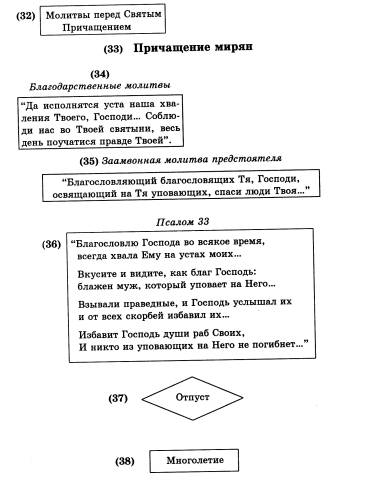 (32) Молитвы перед Святым
Причащением
(33) Причащение мирян
(34)
Благодарственные молитвы
“Да исполнятся уста наша хва-
ления Твоего, Господи... Соблю-
ди нас во Твоей святыни, весь
день поучатися правде Твоей”.
(35) Заамвонная молитва предстоятеля
“Благословляющий благословящих Тя, Господи,
освящающий на Тя уповающих, спаси люди Твоя...”
Псалом 33
(36) “Благословлю Господа во всякое время,
всегда хвала Ему на устах моих...
Вкусите и видите, как благ Господь:
блажен муж, который уповает на Него...
Взывали праведные, и Господь услышал их
и от всех скорбей избавил их...
Избавит Господь души раб Своих,
И никто из уповающих на Него не погибнет...”
(37) Отпуст
(38) Многолетие